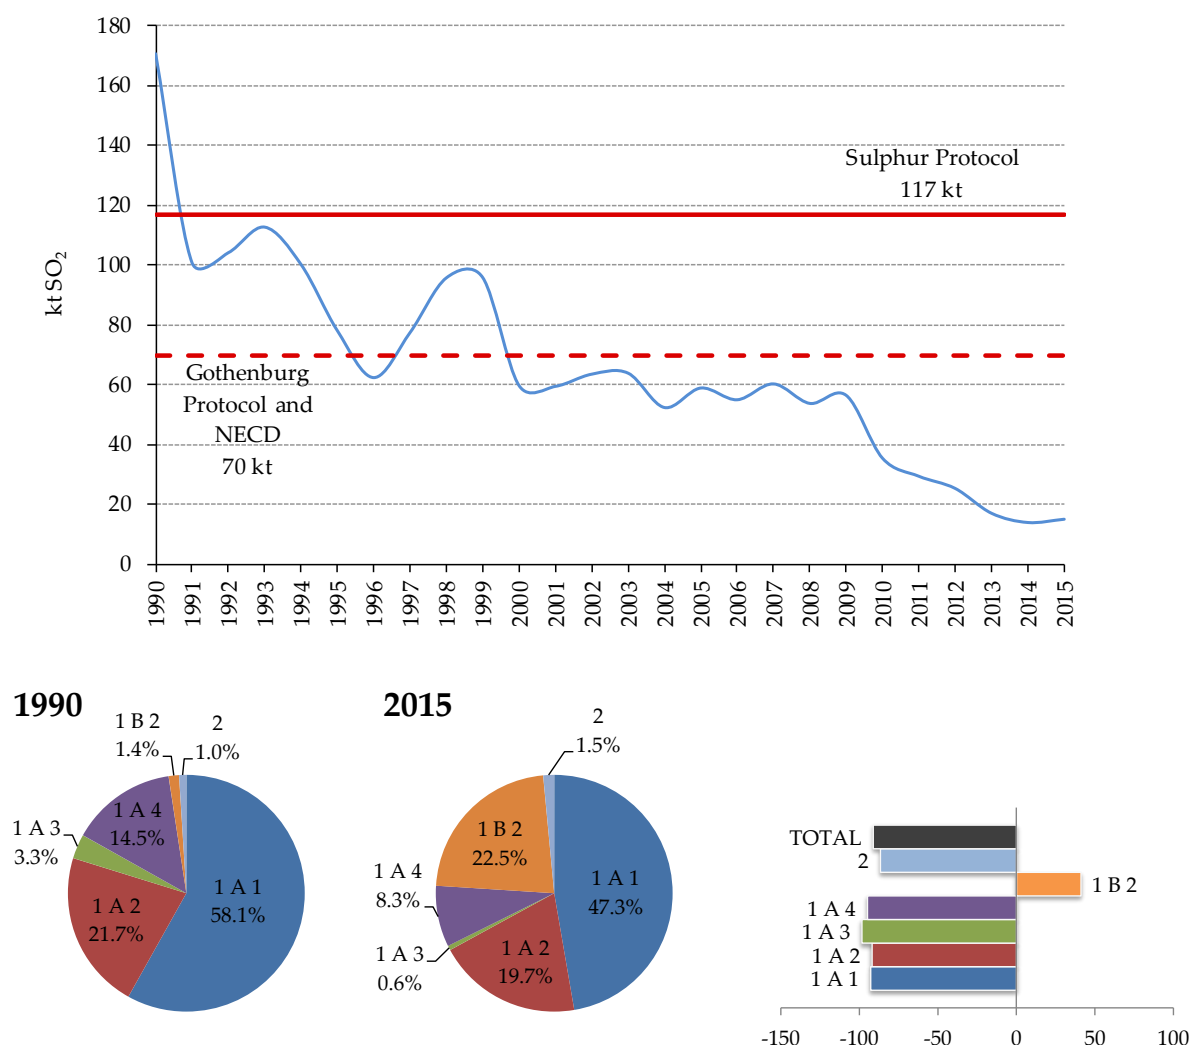 180
160
140
120
100
80
60
40
20
0
kt SO₂
Sulphur Protocol
117 kt
Gothenburg
Protocol and
NECD
70 kt
1990
1991
1992
1993
1994
1995
1996
1997
1998
1999
2000
2001
2002
2003
2004
2005
2006
2007
2008
2009
2010
2011
2012
2013
2014
2015
1990
1 B 2
1.4%
2
1.0%
1 A 4
14.5%
1 A 3
3.3%
1 A 2
21.7%
1 A 1
58.1%
2015
2
1.5%
1 B 2
22.5%
1 A 4
8.3%
1 A 3
0.6%
1 A 2
19.7%
1 A 1
47.3%
TOTAL
2
1 B 2
1 A 4
1 A 3
1 A 2
1 A 1
-150
-100
-50
0
50
100